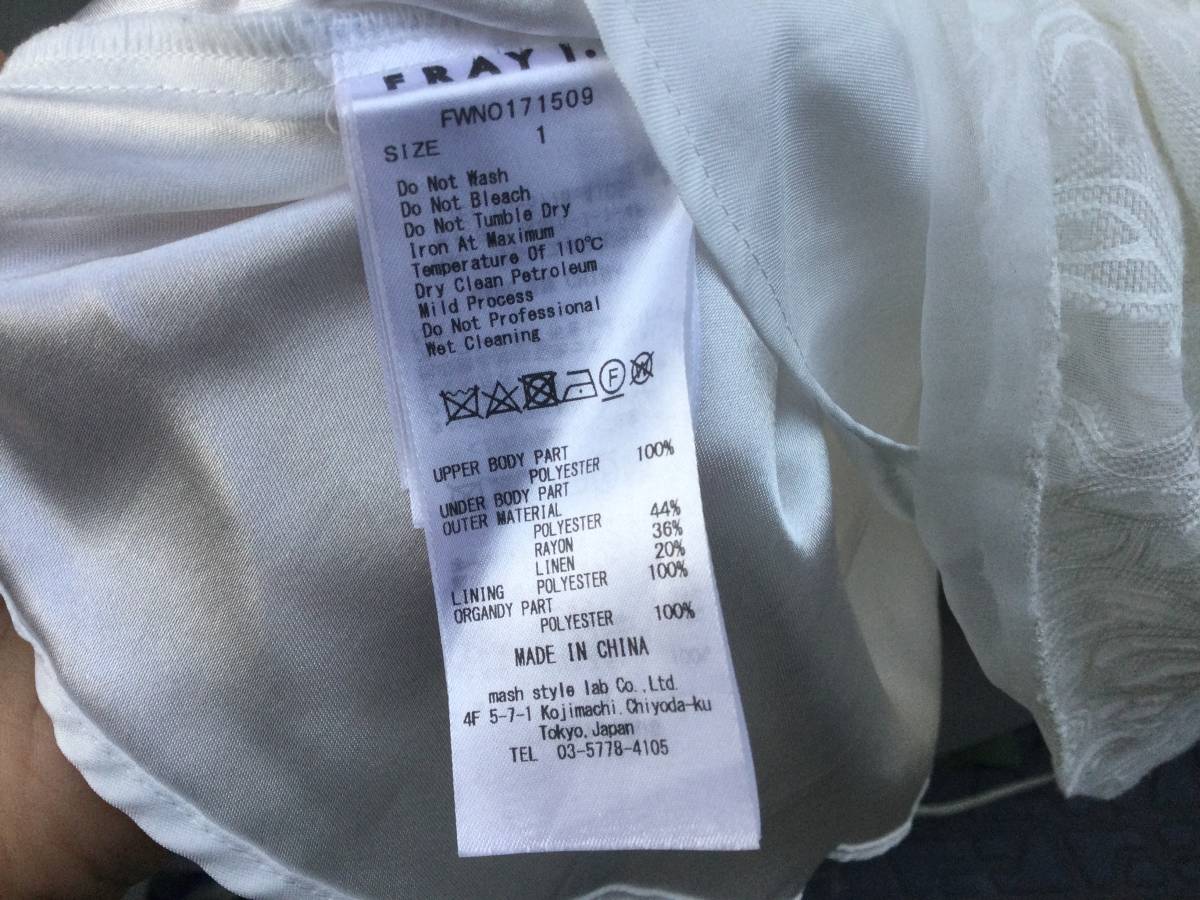 FRAY I.
FWNO171509
SIZE 1
Do Not Wash
Do Not Bleach
Do Not Tumble Dry
Iron At Maximum
Temperature Of 110℃
Dry Clean Petroleum
Mild Process
Do Not Professional
Wet Cleaning
F W
UPPER BODY PART
POLYESTER 100%
UNDER BODY PART
OUTER MATERIAL
POLYESTER 44%
RAYON 36%
LINEN 20%
LINING POLYESTER 100%
ORGANDY PART
POLYESTER 100%
MADE IN CHINA
mash style lab Co.,Ltd.
4F 5-7-1 Kojimachi.Chiyoda-ku
Tokyo.Japan
TEL 03-5778-4105